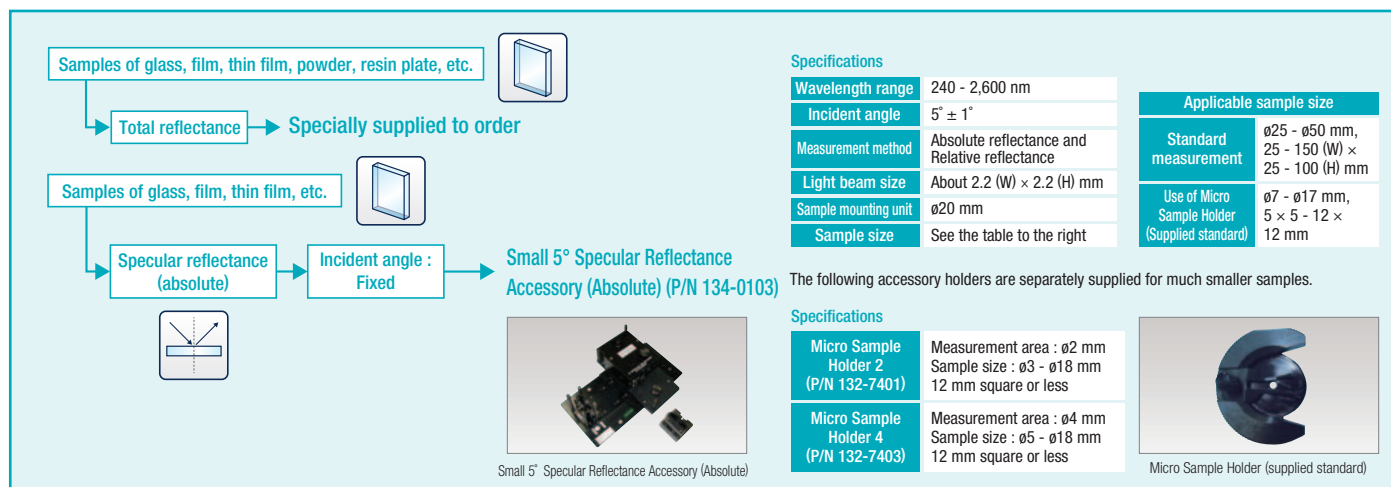 Samples of glass, film, thin film, powder, resin plate, etc.
Total reflectance
Specially supplied to order
Samples of glass, film, thin film, etc.
Specular reflectance
(absolute)
Incident angle :
Fixed
Small 5° Specular Reflectance
Accessory (Absolute) (P/N 134-0103)
Small 5˚ Specular Reflectance Accessory (Absolute)
Specifications
Wavelength range 240 - 2,600 nm
Incident angle 5˚ ± 1˚
Measurement method Absolute reflectance and
Relative reflectance
Light beam size About 2.2 (W) × 2.2 (H) mm
Sample mounting unit ø20 mm
Sample size See the table to the right
Applicable sample size
Standard
measurement
ø25 - ø50 mm,
25 - 150 (W) ×
25 - 100 (H) mm
Use of Micro
Sample Holder
(Supplied standard)
ø7 - ø17 mm,
5 × 5 - 12 ×
12 mm
The following accessory holders are separately supplied for much smaller samples.
Specifications
Micro Sample
Holder 2
(P/N 132-7401)
Measurement area : ø2 mm
Sample size : ø3 - ø18 mm
12 mm square or less
Micro Sample
Holder 4
(P/N 132-7403)
Measurement area : ø4 mm
Sample size : ø5 - ø18 mm
12 mm square or less
Micro Sample Holder (supplied standard)